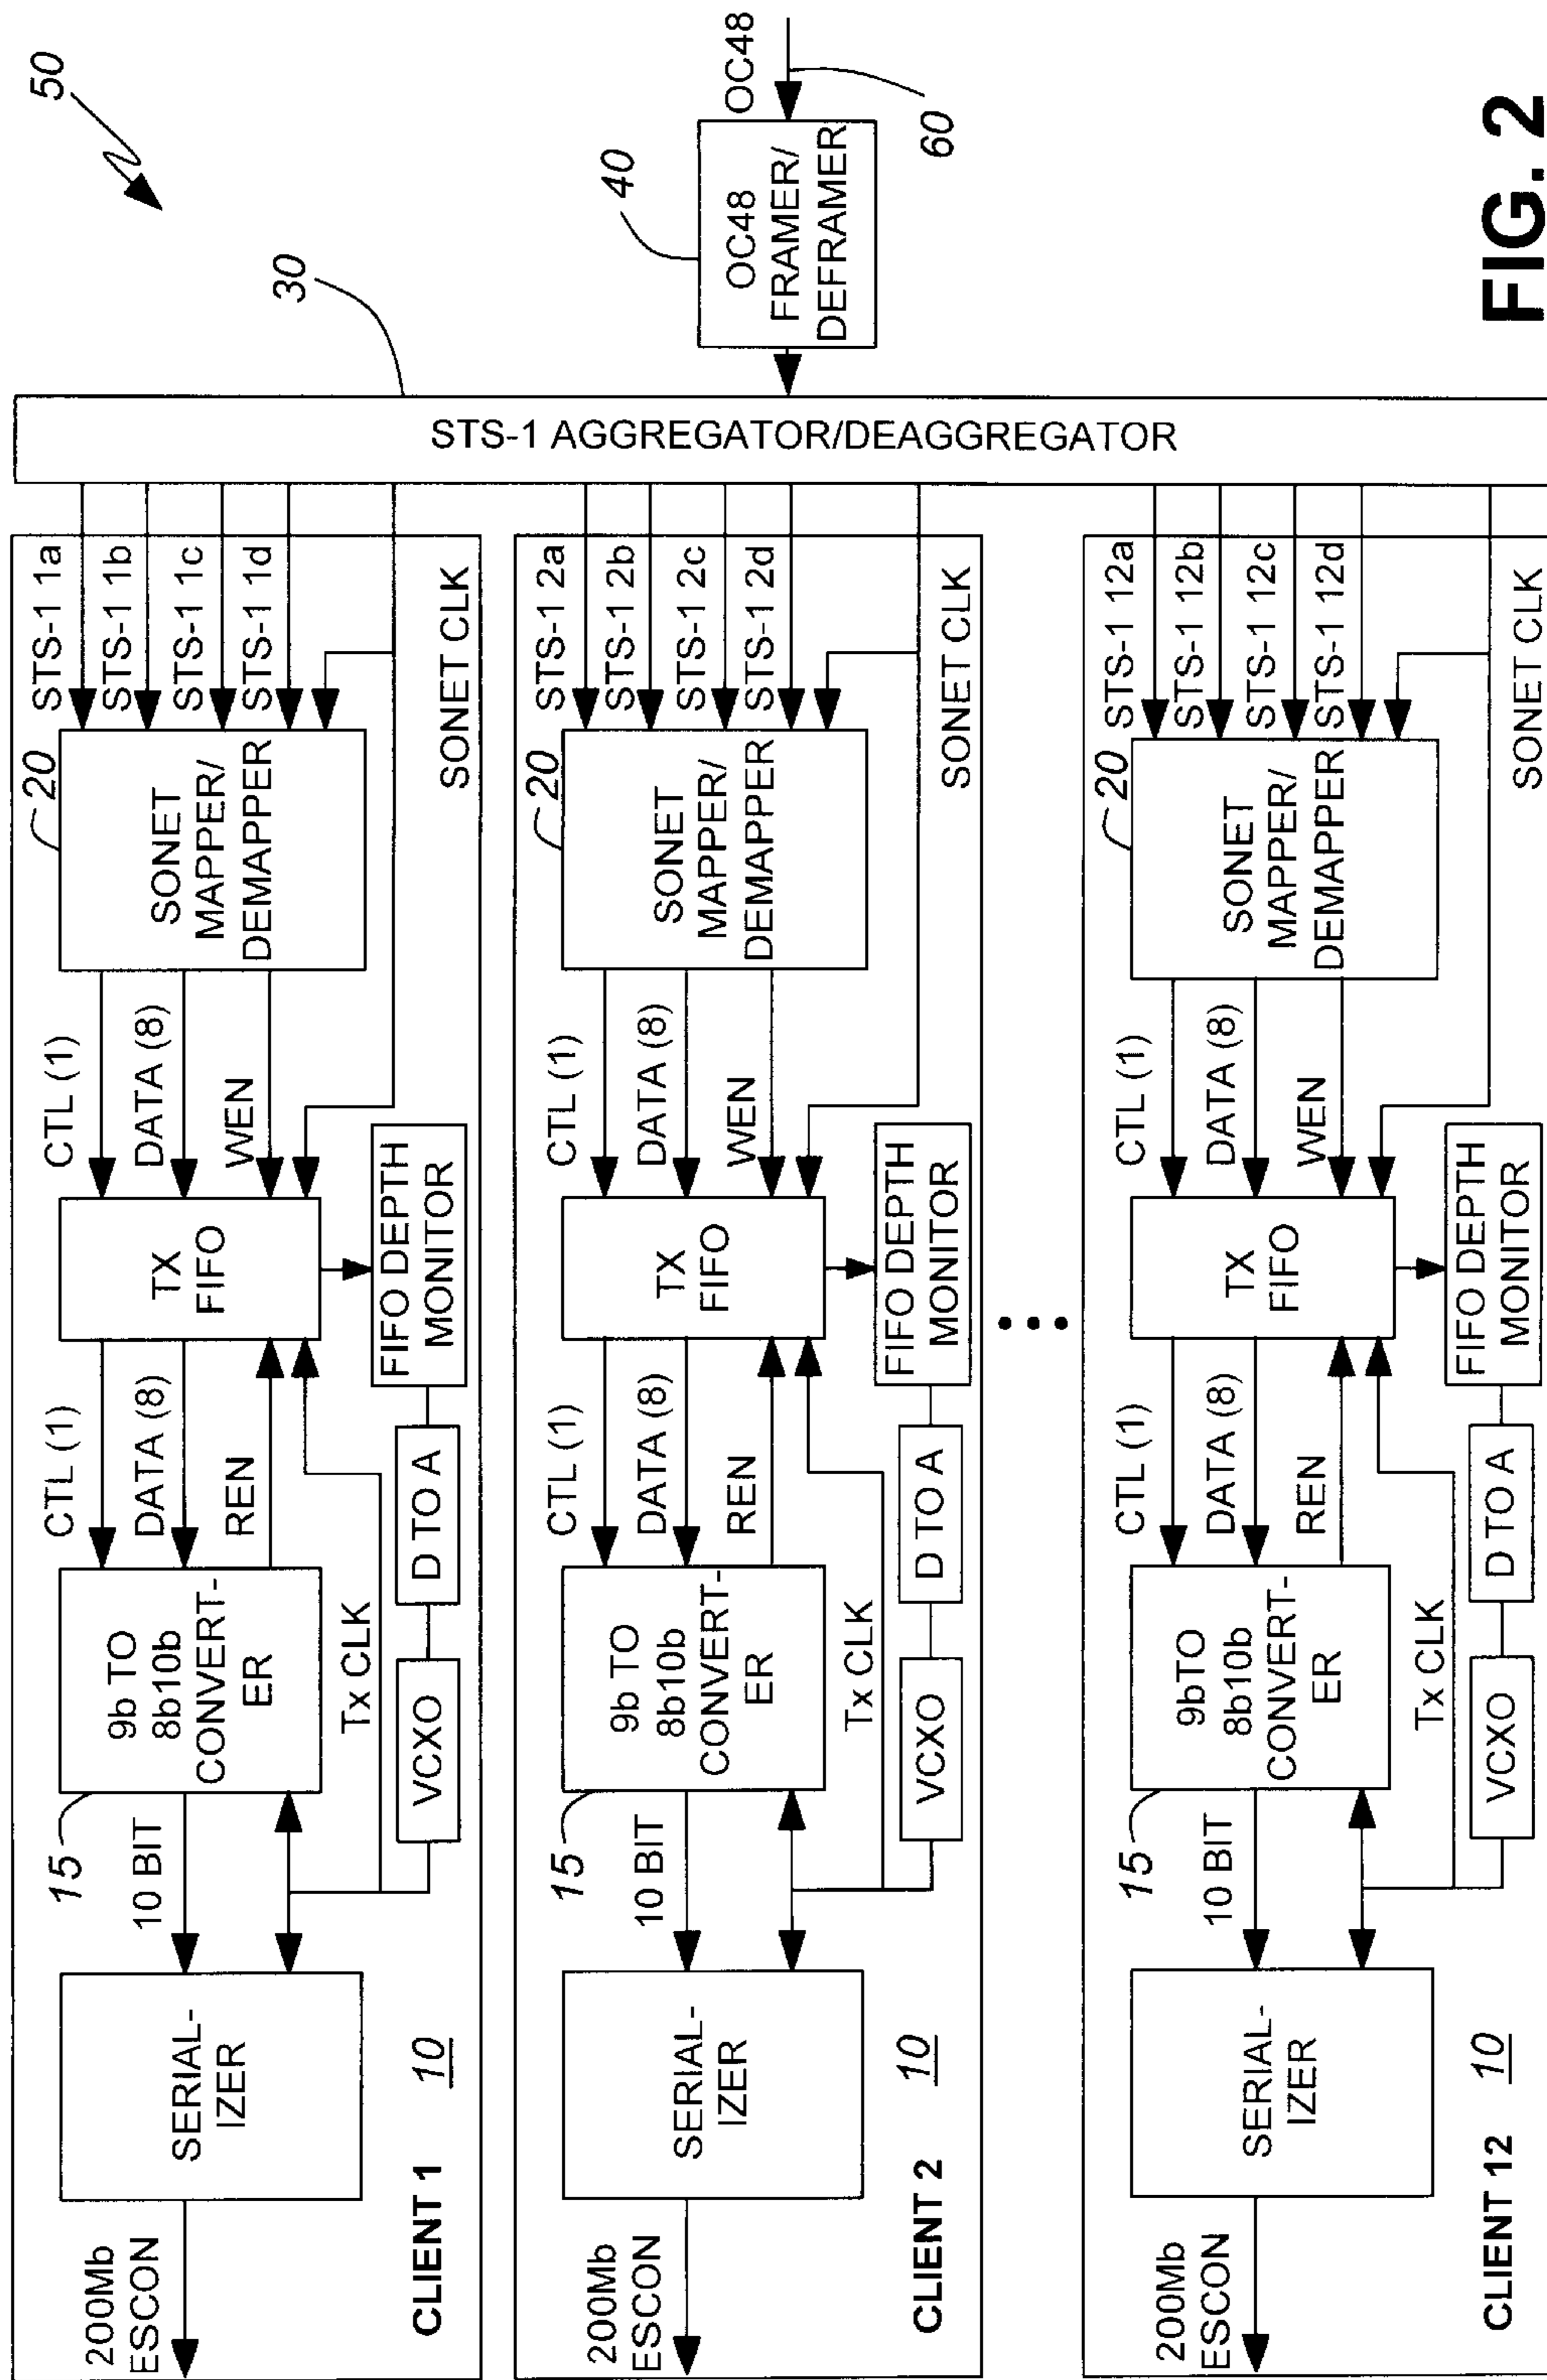 50
OC48
60
40
OC48
FRAMER/
DEFRAMER
30
STS-1 AGGREGATOR/DEAGGREGATOR
STS-1 1a
STS-1 1b
STS-1 1c
STS-1 1d
SONET CLK
20
SONET
MAPPER/
DEMAPPER
CTL (1)
DATA (8)
WEN
TX
FIFO
FIFO DEPTH
MONITOR
CTL (1)
DATA (8)
REN
D TO A
9b TO
8b10b
CONVERT-
ER
Tx CLK
VCXO
15
10 BIT
SERIAL-
IZER
10
CLIENT 1
200Mb
ESCON
STS-1 2a
STS-1 2b
STS-1 2c
STS-1 2d
SONET CLK
20
SONET
MAPPER/
DEMAPPER
CTL (1)
DATA (8)
WEN
TX
FIFO
FIFO DEPTH
MONITOR
CTL (1)
DATA (8)
REN
D TO A
9b TO
8b10b
CONVERT-
ER
Tx CLK
VCXO
15
10 BIT
SERIAL-
IZER
10
CLIENT 2
200Mb
ESCON
STS-1 12a
STS-1 12b
STS-1 12c
STS-1 12d
SONET CLK
20
SONET
MAPPER/
DEMAPPER
CTL (1)
DATA (8)
WEN
TX
FIFO
FIFO DEPTH
MONITOR
CTL (1)
DATA (8)
REN
D TO A
9bTO
8b10b
CONVERT-
ER
Tx CLK
VCXO
15
10 BIT
SERIAL-
IZER
10
CLIENT 12
200Mb
ESCON
FIG. 2